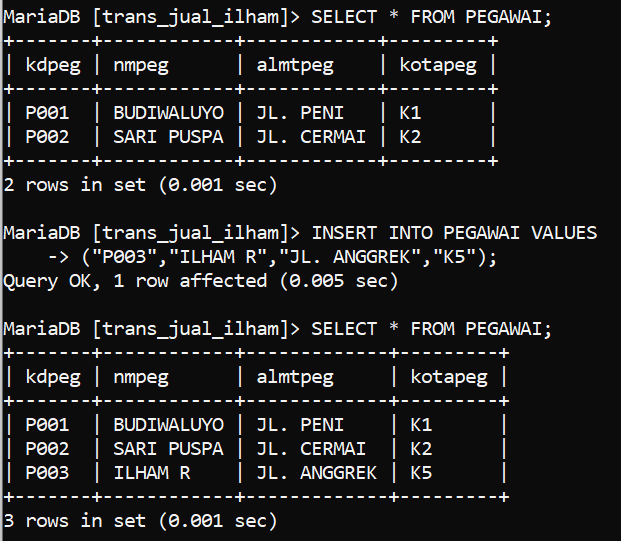 MariaDB [trans_jual_ilham]> SELECT * FROM PEGAWAI;
+-------+------------+------------+---------+
| kdpeg | nmpeg      | almtpeg    | kotapeg |
+-------+------------+------------+---------+
| P001  | BUDIWALUYO | JL. PENI   | K1      |
| P002  | SARI PUSPA | JL. CERMAI | K2      |
+-------+------------+------------+---------+
2 rows in set (0.001 sec)

MariaDB [trans_jual_ilham]> INSERT INTO PEGAWAI VALUES
    -> ("P003","ILHAM R","JL. ANGGREK","K5");
Query OK, 1 row affected (0.005 sec)

MariaDB [trans_jual_ilham]> SELECT * FROM PEGAWAI;
+-------+------------+-------------+---------+
| kdpeg | nmpeg      | almtpeg     | kotapeg |
+-------+------------+-------------+---------+
| P001  | BUDIWALUYO | JL. PENI    | K1      |
| P002  | SARI PUSPA | JL. CERMAI  | K2      |
| P003  | ILHAM R    | JL. ANGGREK | K5      |
+-------+------------+-------------+---------+
3 rows in set (0.001 sec)